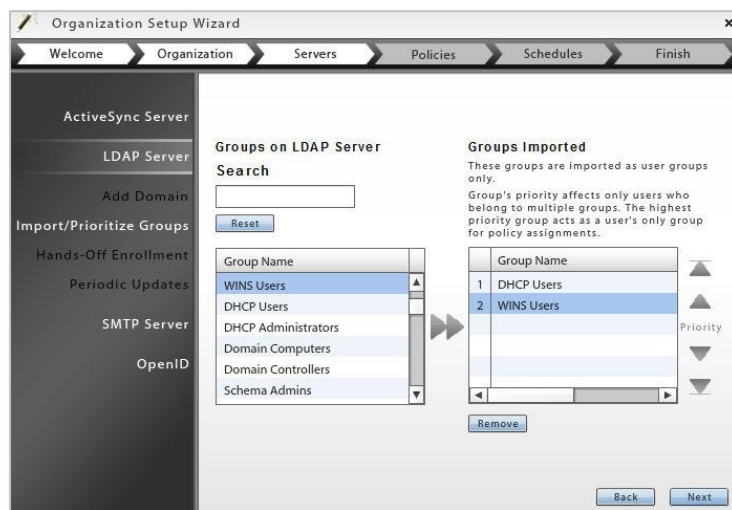 Organization Setup Wizard
×
Welcome
Organization
Servers
Policies
Schedules
Finish
ActiveSync Server
LDAP Server
Add Domain
Import/Prioritize Groups
Hands-Off Enrollment
Periodic Updates
SMTP Server
OpenID
Groups on LDAP Server
Search
Reset
Group Name
WINS Users
DHCP Users
DHCP Administrators
Domain Computers
Domain Controllers
Schema Admins
Groups Imported
These groups are imported as user groups
only.
Group's priority affects only users who
belong to multiple groups. The highest
priority group acts as a user's only group
for policy assignments.
Group Name
1 DHCP Users
2 WINS Users
Priority
Remove
Back
Next